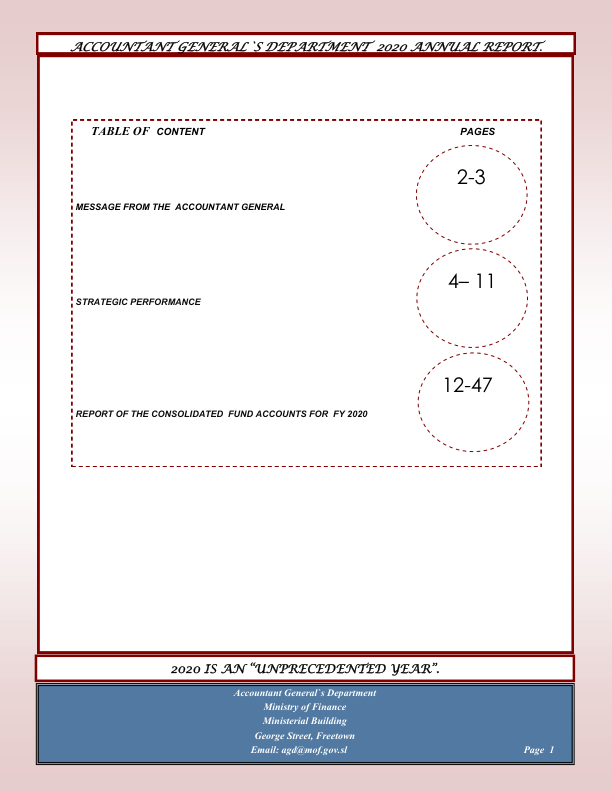 ACCOUNTANT GENERAL `S DEPARTMENT 2020 ANNUAL REPORT.
TABLE OF CONTENT PAGES
2-3
MESSAGE FROM THE ACCOUNTANT GENERAL
4– 11
STRATEGIC PERFORMANCE
12-47
REPORT OF THE CONSOLIDATED FUND ACCOUNTS FOR FY 2020
2020 IS AN “UNPRECEDENTED YEAR”.
Accountant General`s Department
Ministry of Finance
Ministerial Building
George Street, Freetown
Email: agd@mof.gov.sl Page 1